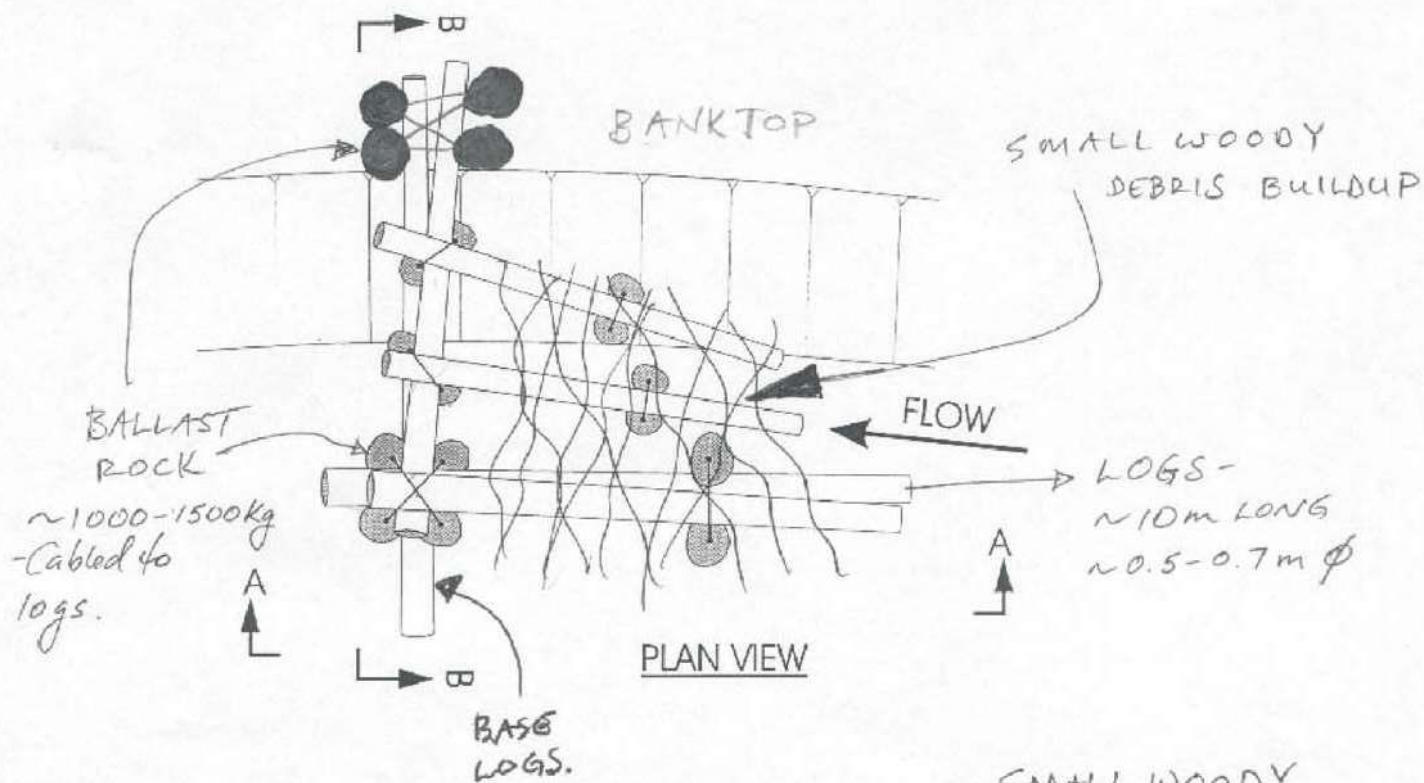 B
BANKTOP
SMALL WOODY
DEBRIS BUILDUP
FLOW
BALLAST
ROCK
~1000-1500Kg
-Cabled to
logs.
LOGS-
~10m LONG
~0.5-0.7m Ø
A
A
B
PLAN VIEW
BASE
LOGS.
SMALL WOODY